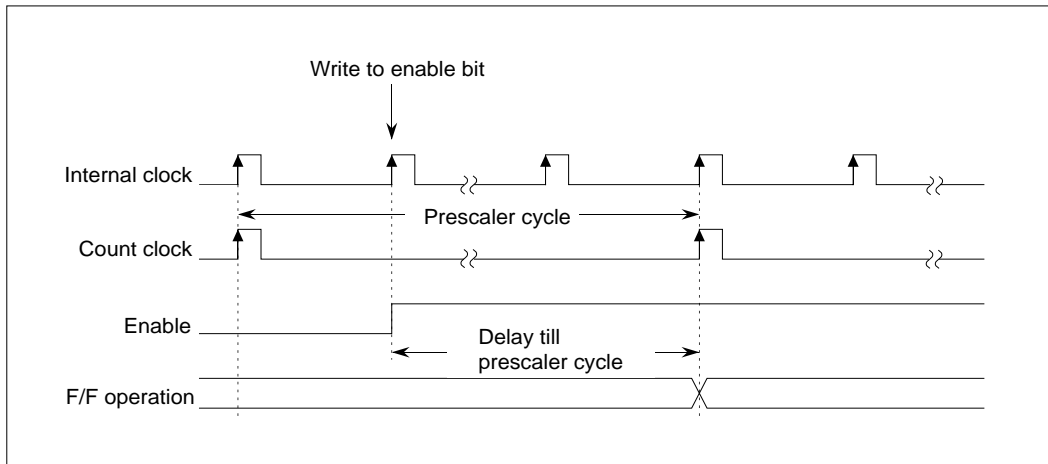 Write to enable bit
Internal clock
Prescaler cycle
Count clock
Enable
Delay till
prescaler cycle
F/F operation